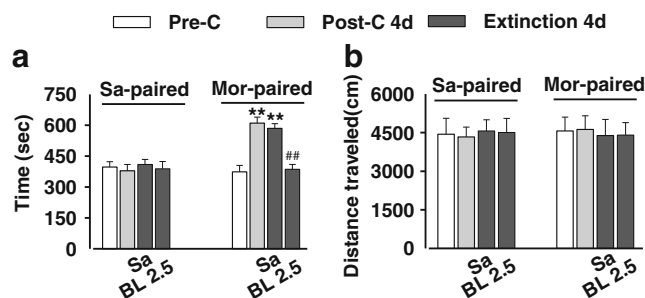 Pre-C Post-C 4d Extinction 4d
a
Sa-paired Mor-paired
Time (sec)
750
600
450
300
150
0
** **
##
Sa
BL 2.5
Sa
BL 2.5
b
Sa-paired Mor-paired
Distance traveled(cm)
6000
4500
3000
1500
0
Sa
BL 2.5
Sa
BL 2.5